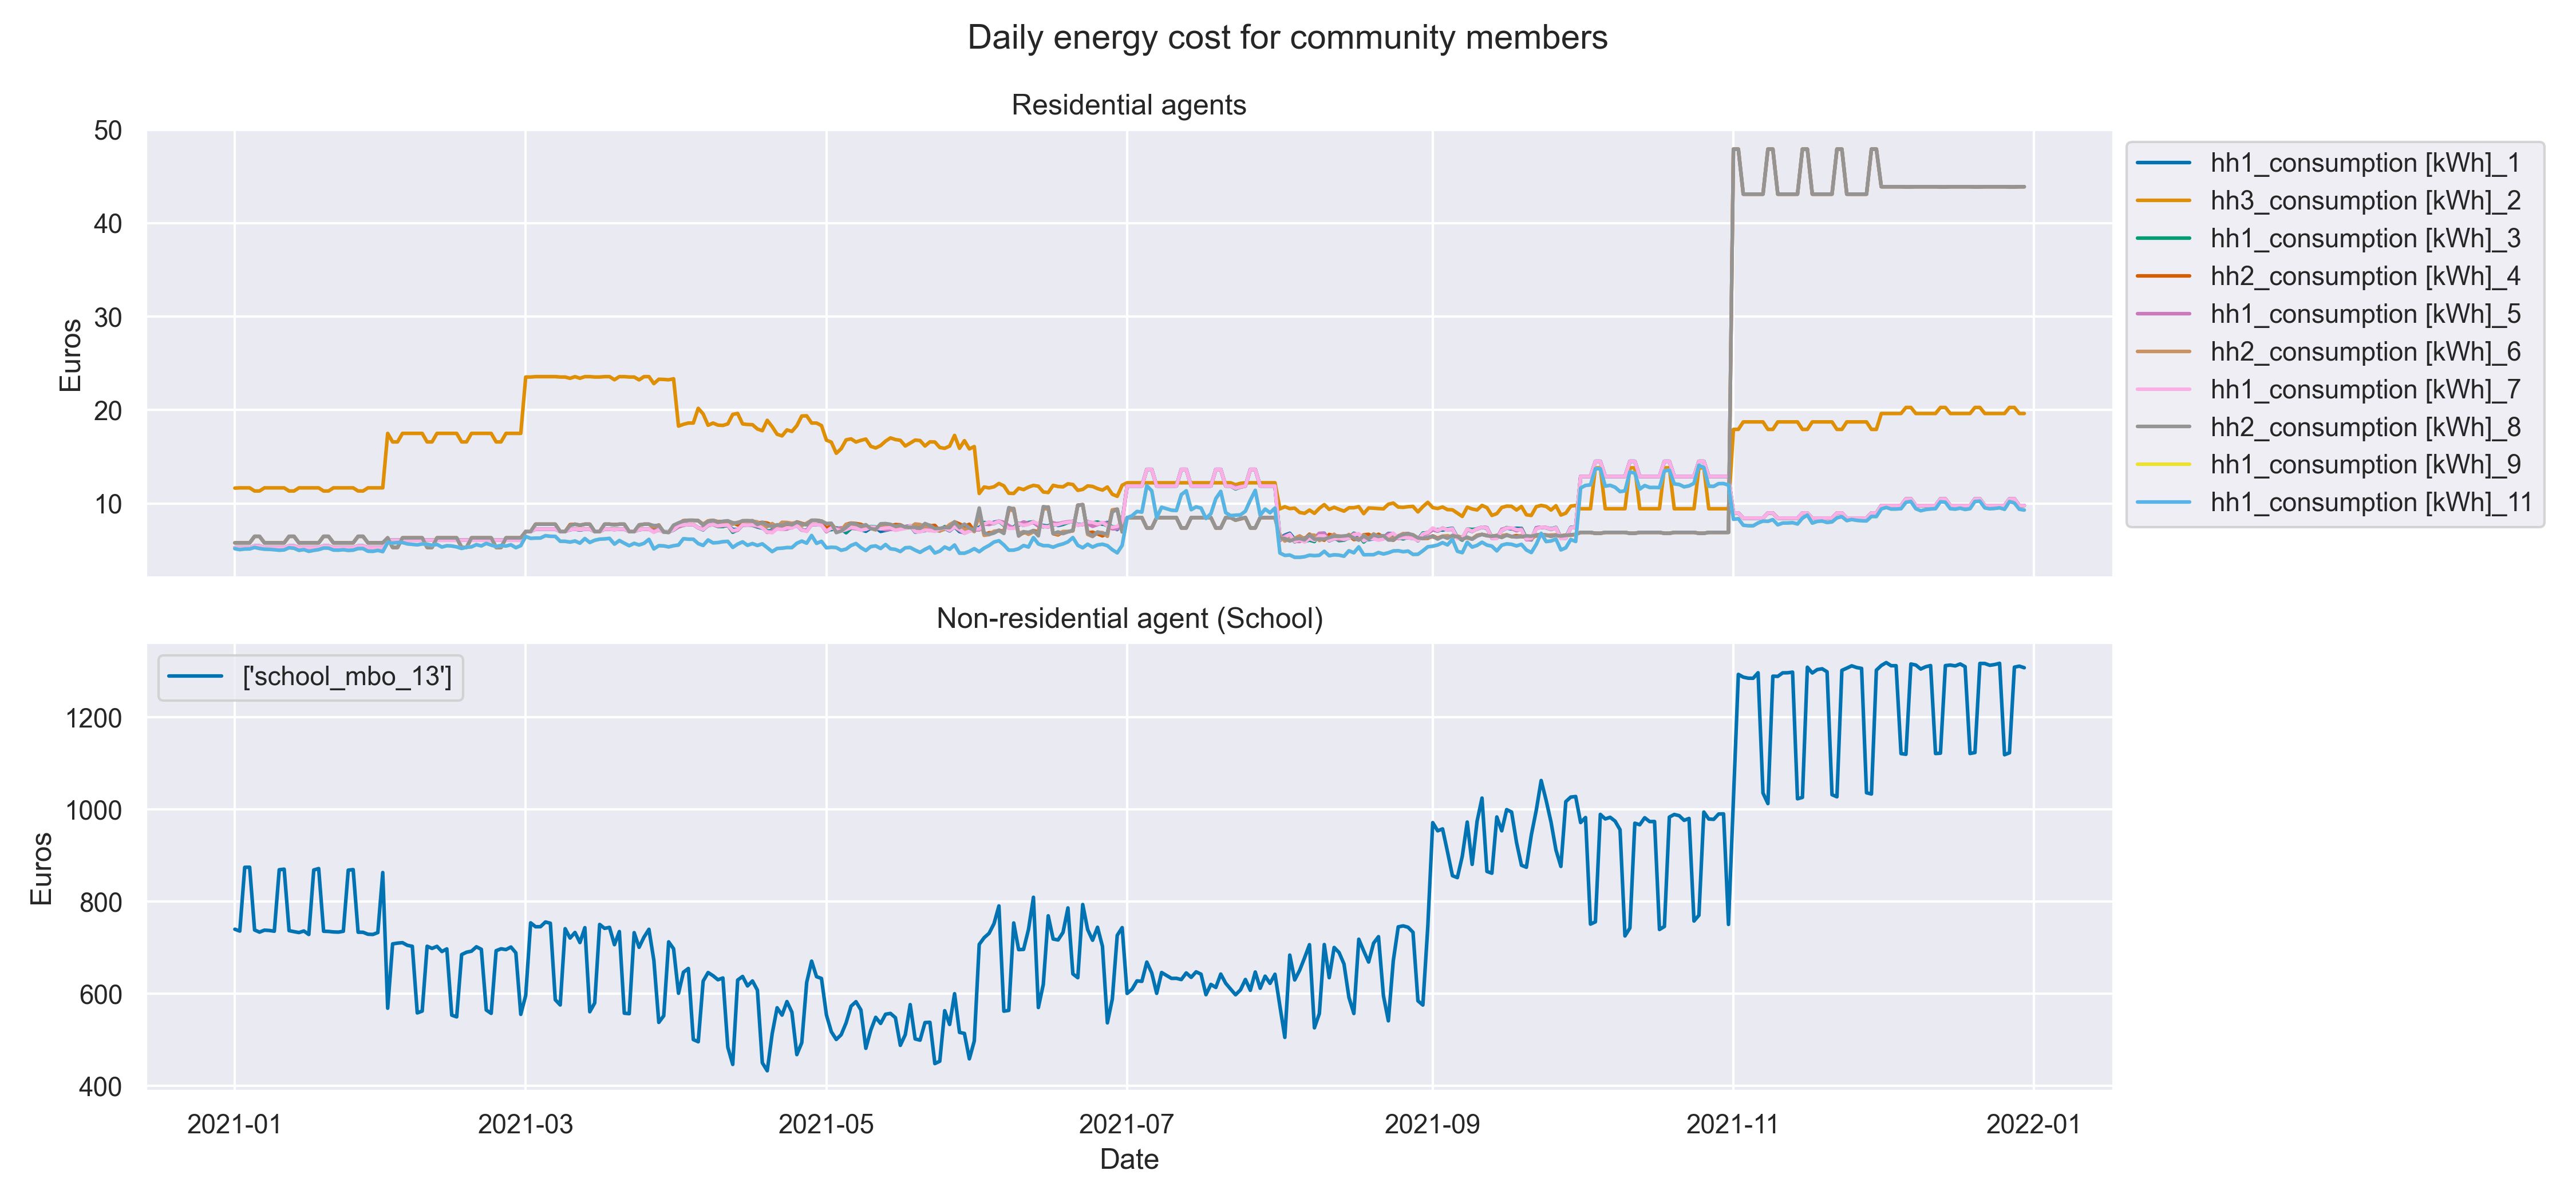 Daily energy cost for community members
Residential agents
50
40
30
20
10
Euros
hh1_consumption [kWh]_1
hh3_consumption [kWh]_2
hh1_consumption [kWh]_3
hh2_consumption [kWh]_4
hh1_consumption [kWh]_5
hh2_consumption [kWh]_6
hh1_consumption [kWh]_7
hh2_consumption [kWh]_8
hh1_consumption [kWh]_9
hh1_consumption [kWh]_11
Non-residential agent (School)
['school_mbo_13']
1200
1000
800
600
400
Euros
2021-01 2021-03 2021-05 2021-07 2021-09 2021-11 2022-01
Date